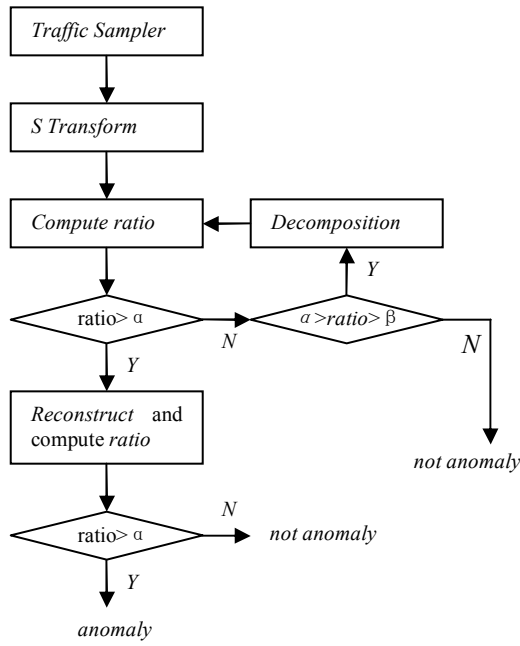 Traffic Sampler
S Transform
Compute ratio
Decomposition
Y
ratio> α
N
α>ratio> β
N
Y
Reconstruct and
compute ratio
not anomaly
ratio> α
N
not anomaly
Y
anomaly